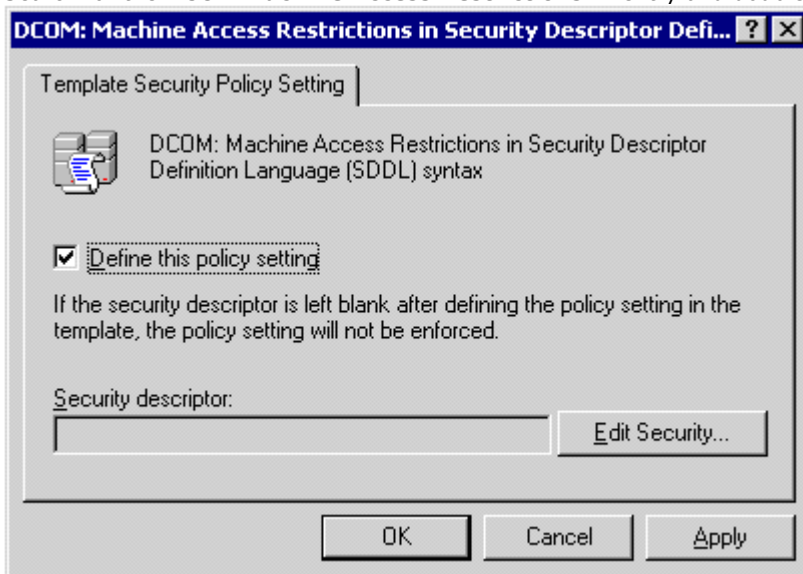 DCOM: Machine Access Restrictions in Security Descriptor Defi...
Template Security Policy Setting
DCOM: Machine Access Restrictions in Security Descriptor
Definition Language (SDDL) syntax
Define this policy setting
If the security descriptor is left blank after defining the policy setting in the
template, the policy setting will not be enforced.
Security descriptor:
Edit Security...
OK Cancel Apply